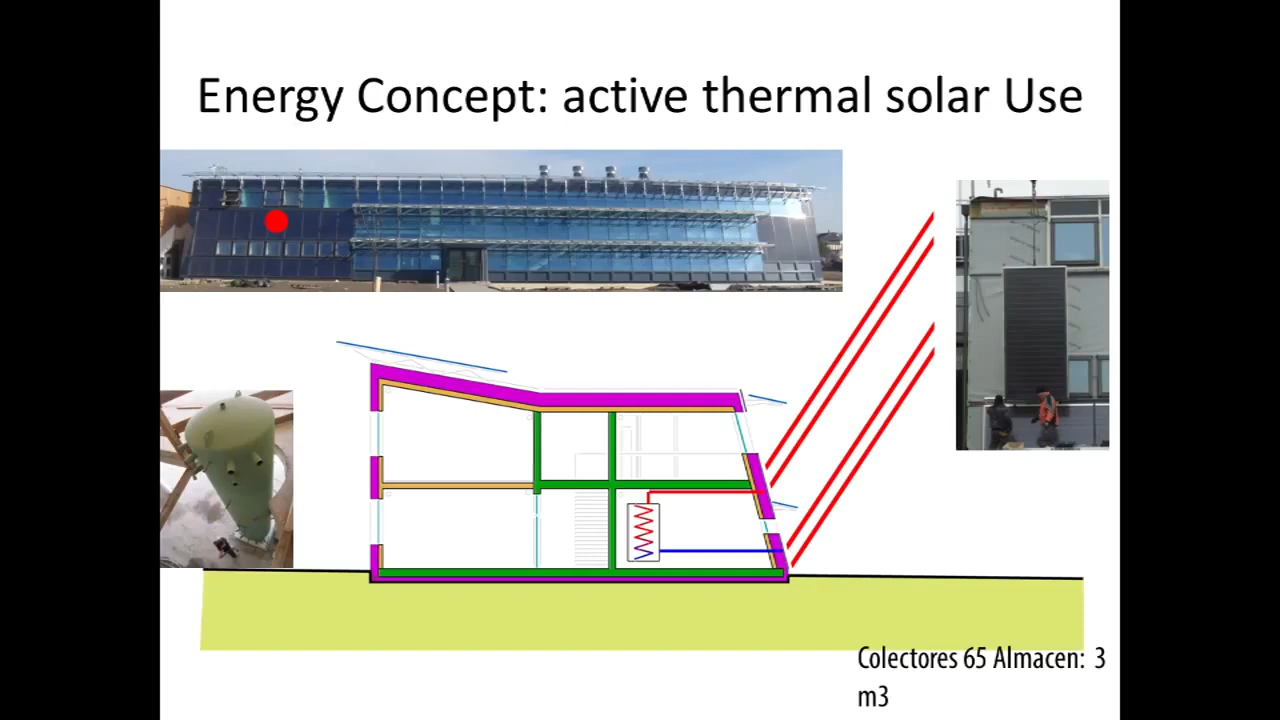 Energy Concept: active thermal solar Use
Colectores 65 Almacen: 3
m3